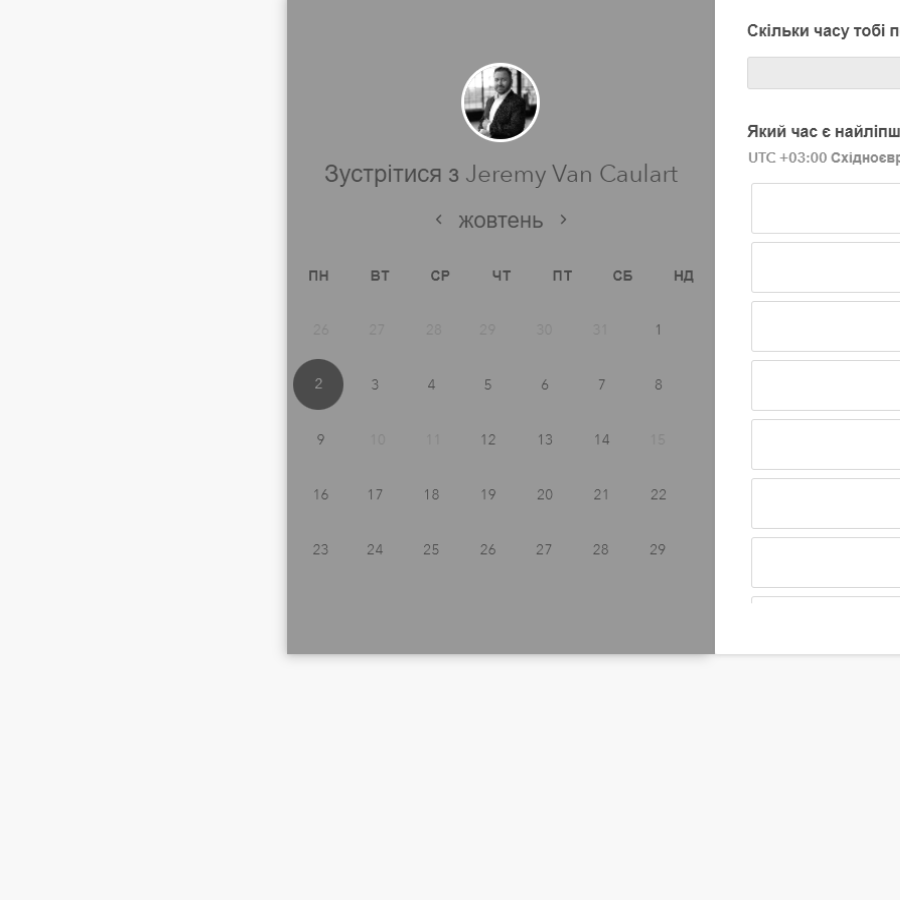 Зустрітися з Jeremy Van Caulart
жовтень
ПН ВТ СР ЧТ ПТ СБ НД
26 27 28 29 30 31 1
2 3 4 5 6 7 8
9 10 11 12 13 14 15
16 17 18 19 20 21 22
23 24 25 26 27 28 29
Скільки часу тобі
Який час є
UTC +03:00